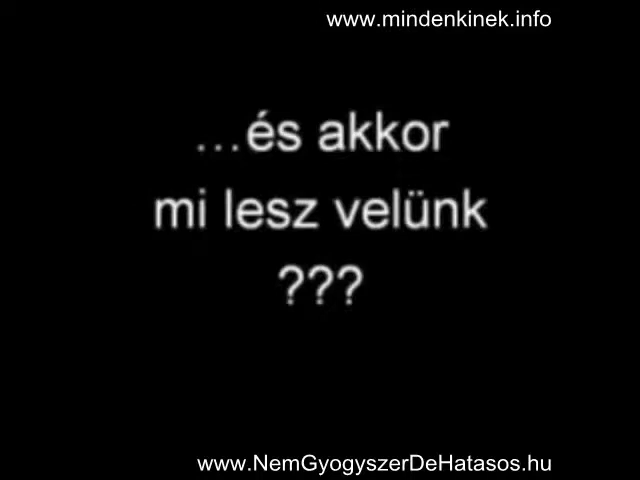 www.mindenkinek.info
...és akkor
mi lesz velünk
???
www.NemGyogyszerDeHatasos.hu